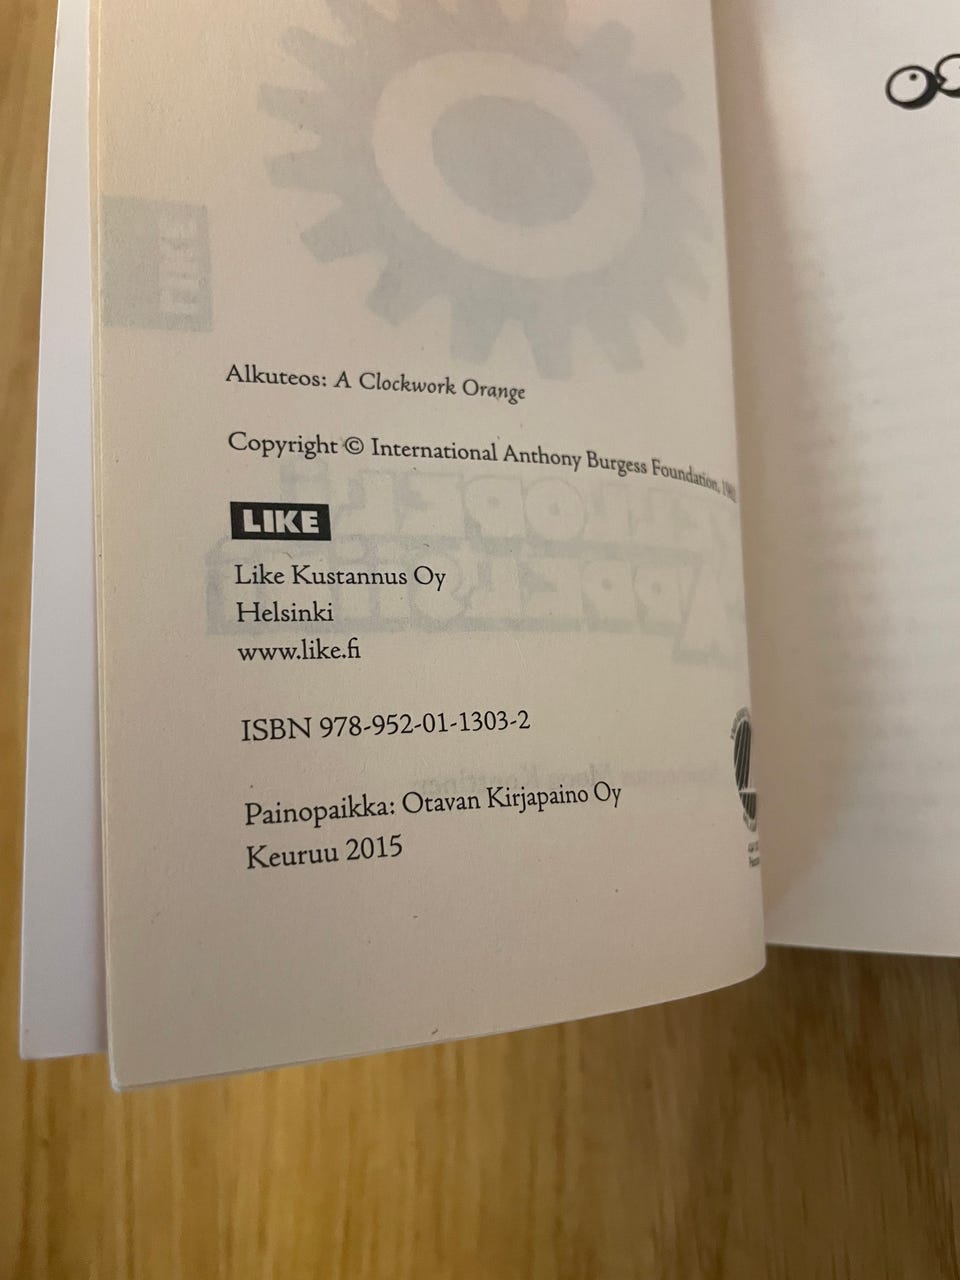 Alkuteos: A Clockwork Orange
Copyright © International Anthony Burgess Foundation,
LIKE
Like Kustannus Oy
Helsinki
www.like.fi
ISBN 978-952-01-1303-2
Painopaikka: Otavan Kirjapaino Oy
Keuruu 2015